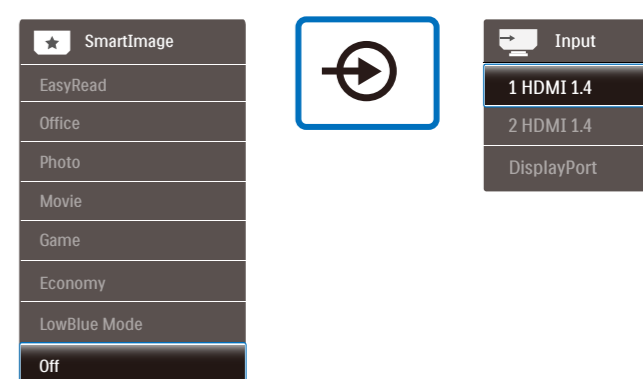 SmartImage
EasyRead
Office
Photo
Movie
Game
Economy
LowBlue Mode
Off
Input
1 HDMI 1.4
2 HDMI 1.4
DisplayPort